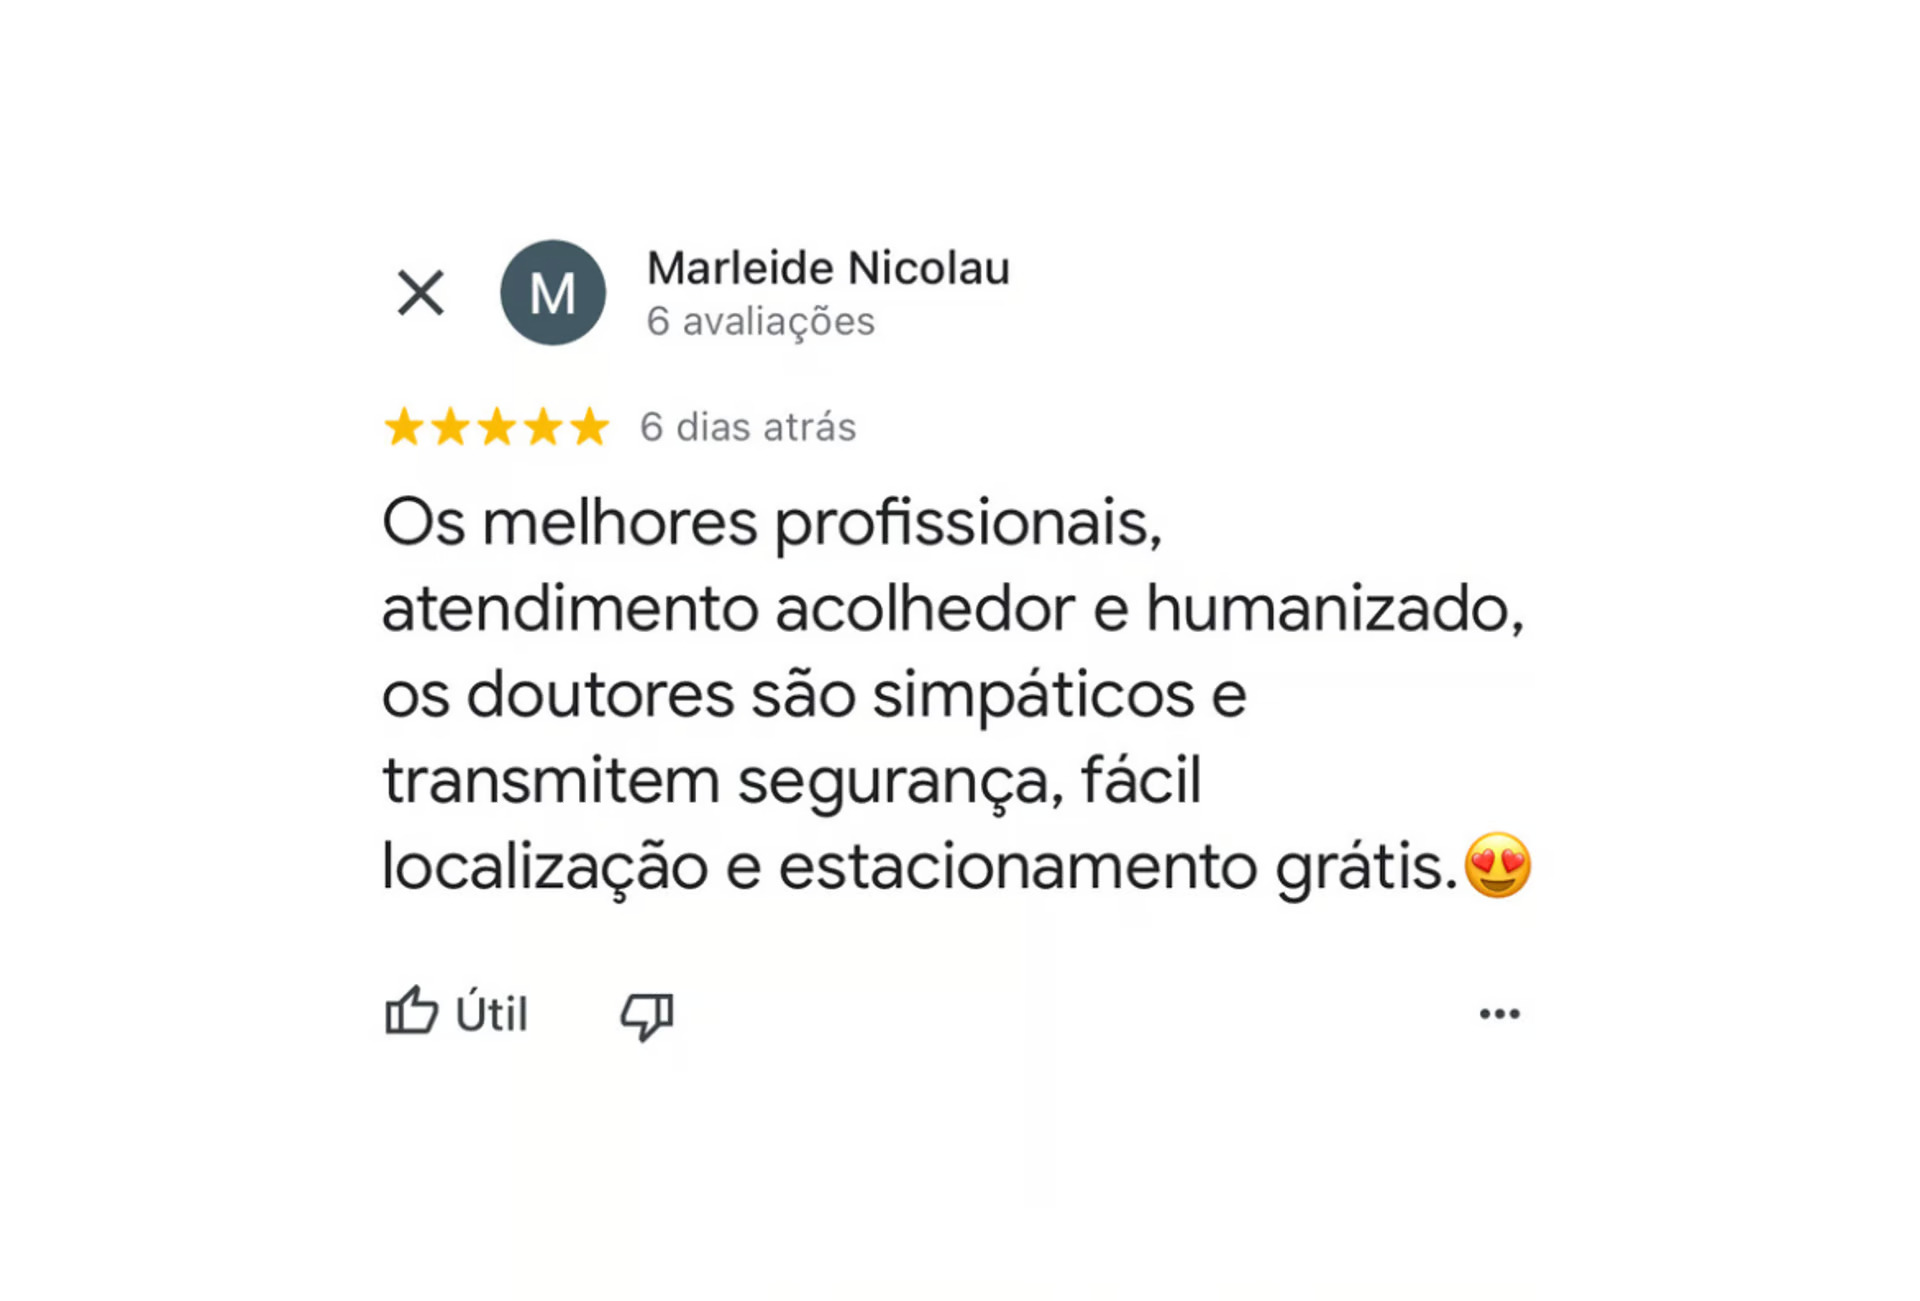 M
Marleide Nicolau
6 avaliações
6 dias atrás
Os melhores profissionais,
atendimento acolhedor e humanizado,
os doutores são simpáticos e
transmitem segurança, fácil
localização e estacionamento grátis.😍
Útil